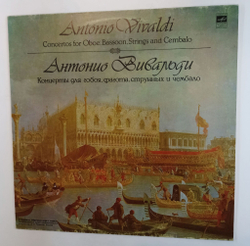 Antonio Vivaldi
Concertos for Oboe, Bassoon, Strings and Cembalo
Антонио Вивальди
Концерты для гобоя, фагота, струнных и чембало